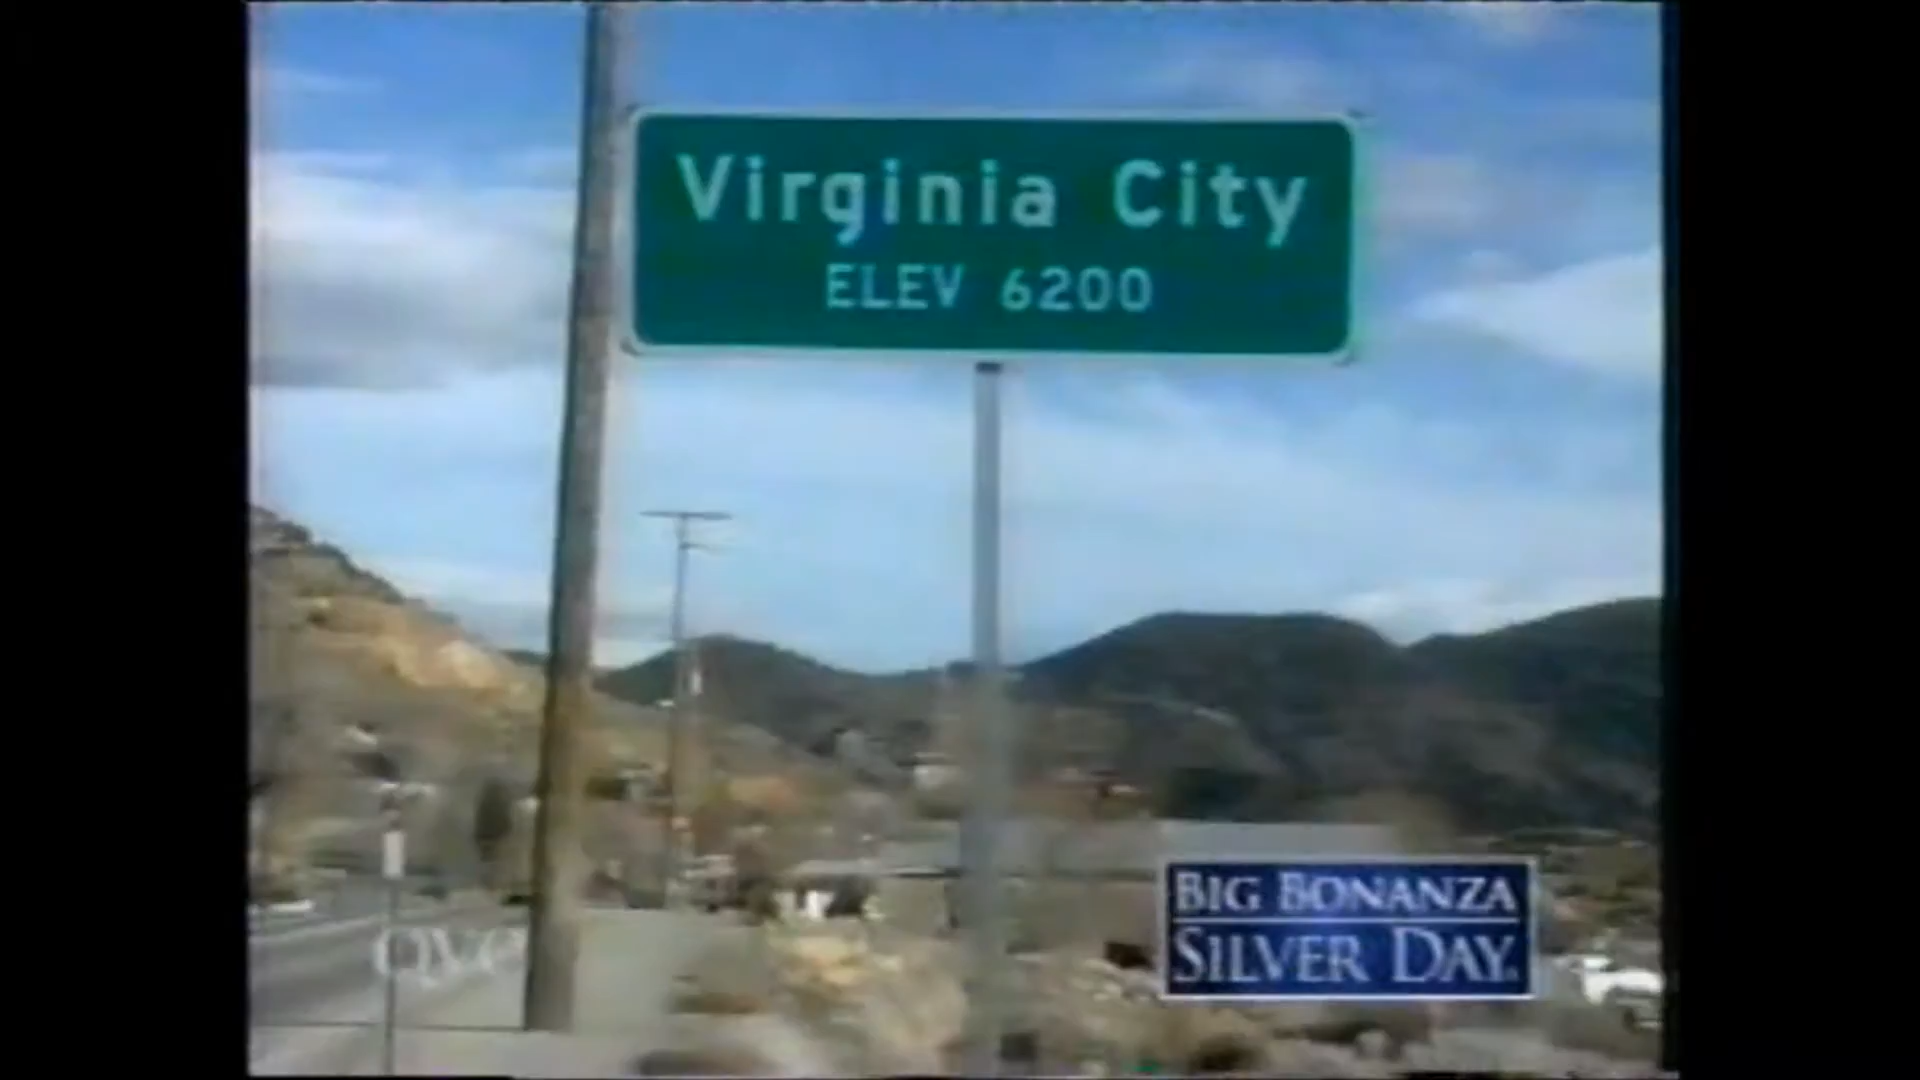 Virginia City
ELEV 6200
QVC
BIG BONANZA
SILVER DAY